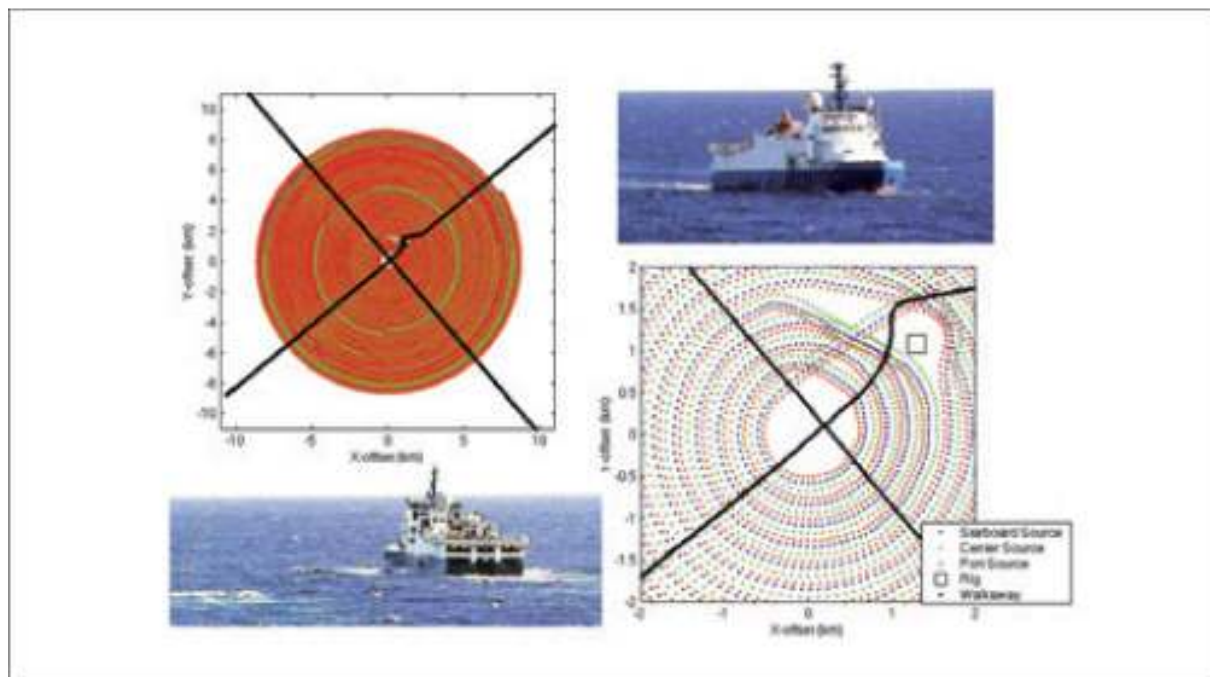 10
8
6
4
2
0
-2
-4
-6
-8
-10
Y-offset (km)
-10 -5 0 5 10
X-offset (km)
2
1.5
1
0.5
0
-0.5
-1
-1.5
-2
Y-offset (km)
-2 -1 0 1 2
X-offset (km)
Starboard Source
Center Source
Port Source
Rig
Walkaway